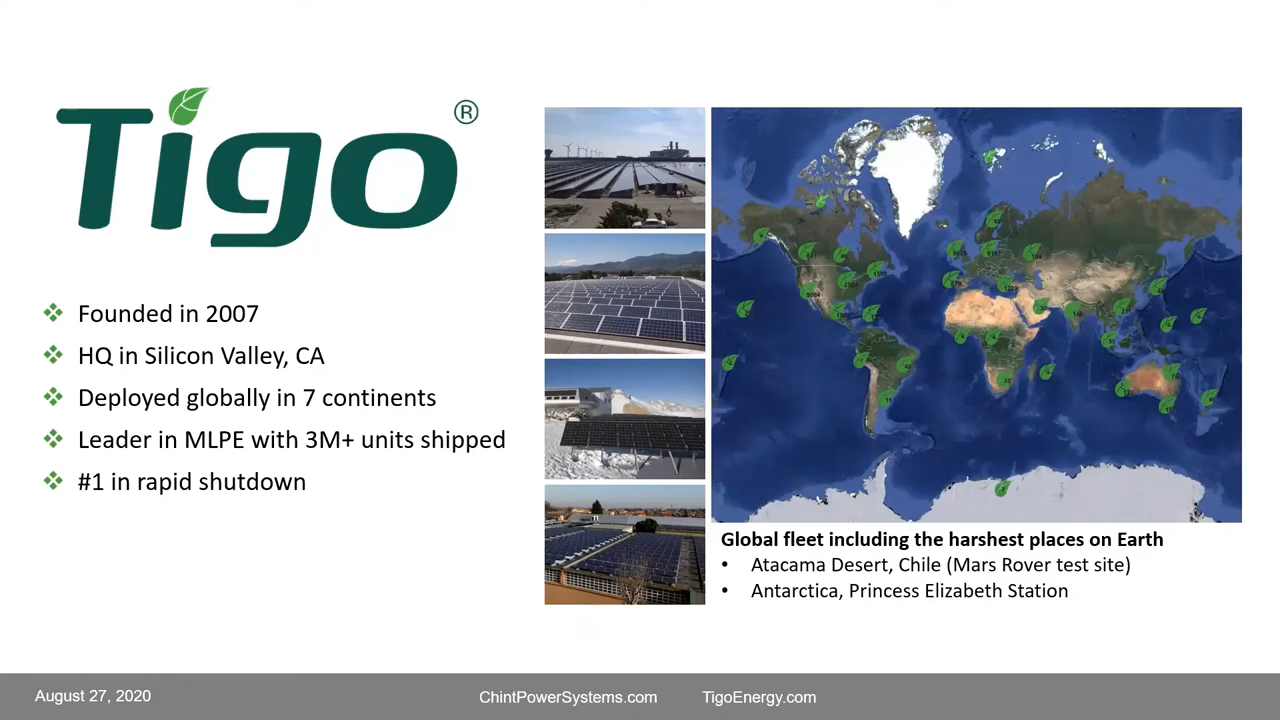 Tigo®
Founded in 2007
HQ in Silicon Valley, CA
Deployed globally in 7 continents
Leader in MLPE with 3M+ units shipped
#1 in rapid shutdown
Global fleet including the harshest places on Earth
• Atacama Desert, Chile (Mars Rover test site)
• Antarctica, Princess Elizabeth Station
August 27, 2020
ChintPowerSystems.com
TigoEnergy.com